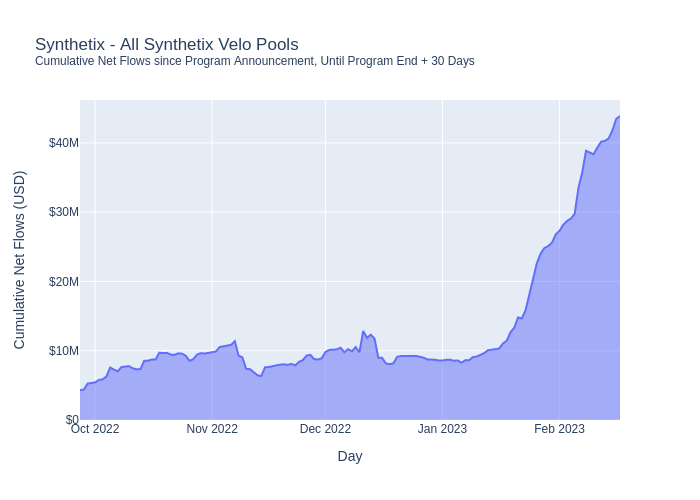 Synthetix - All Synthetix Velo Pools
Cumulative Net Flows since Program Announcement, Until Program End + 30 Days
Cumulative Net Flows (USD)
$40M
$30M
$20M
$10M
$0
Oct 2022
Nov 2022
Dec 2022
Jan 2023
Feb 2023
Day